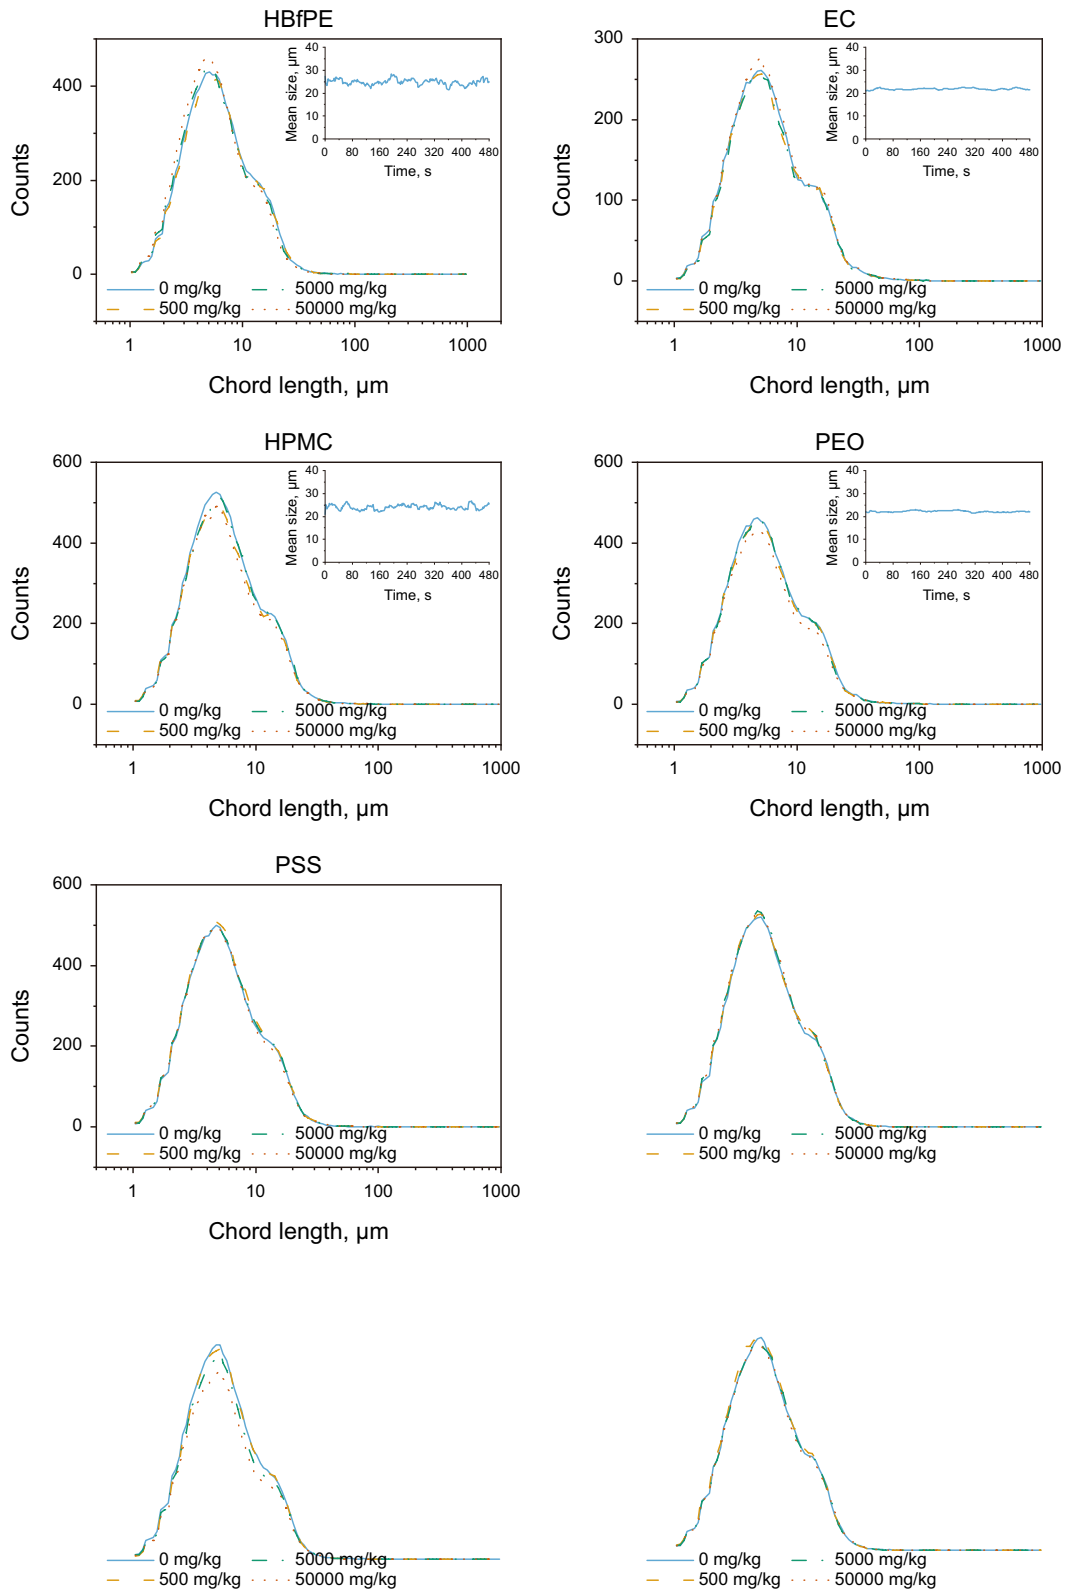 HBfPE
400
200
0
Counts
40
30
20
10
0
Mean size, µm
0 80 160 240 320 400 480
Time, s
0 mg/kg 5000 mg/kg
500 mg/kg 50000 mg/kg
1 10 100 1000
Chord length, µm
EC
300
200
100
0
Counts
40
30
20
10
0
Mean size, µm
0 80 160 240 320 400 480
Time, s
0 mg/kg 5000 mg/kg
500 mg/kg 50000 mg/kg
1 10 100 1000
Chord length, µm
HPMC
600
400
200
0
Counts
40
30
20
10
0
Mean size, µm
0 80 160 240 320 400 480
Time, s
0 mg/kg 5000 mg/kg
500 mg/kg 50000 mg/kg
1 10 100 1000
Chord length, µm
PEO
600
400
200
0
Counts
40
30
20
10
0
Mean size, µm
0 80 160 240 320 400 480
Time, s
0 mg/kg 5000 mg/kg
500 mg/kg 50000 mg/kg
1 10 100 1000
Chord length, µm
PSS
600
400
200
0
Counts
0 mg/kg 5000 mg/kg
500 mg/kg 50000 mg/kg
1 10 100 1000
Chord length, µm
0 mg/kg 5000 mg/kg
500 mg/kg 50000 mg/kg
0 mg/kg 5000 mg/kg
500 mg/kg 50000 mg/kg
0 mg/kg 5000 mg/kg
500 mg/kg 50000 mg/kg